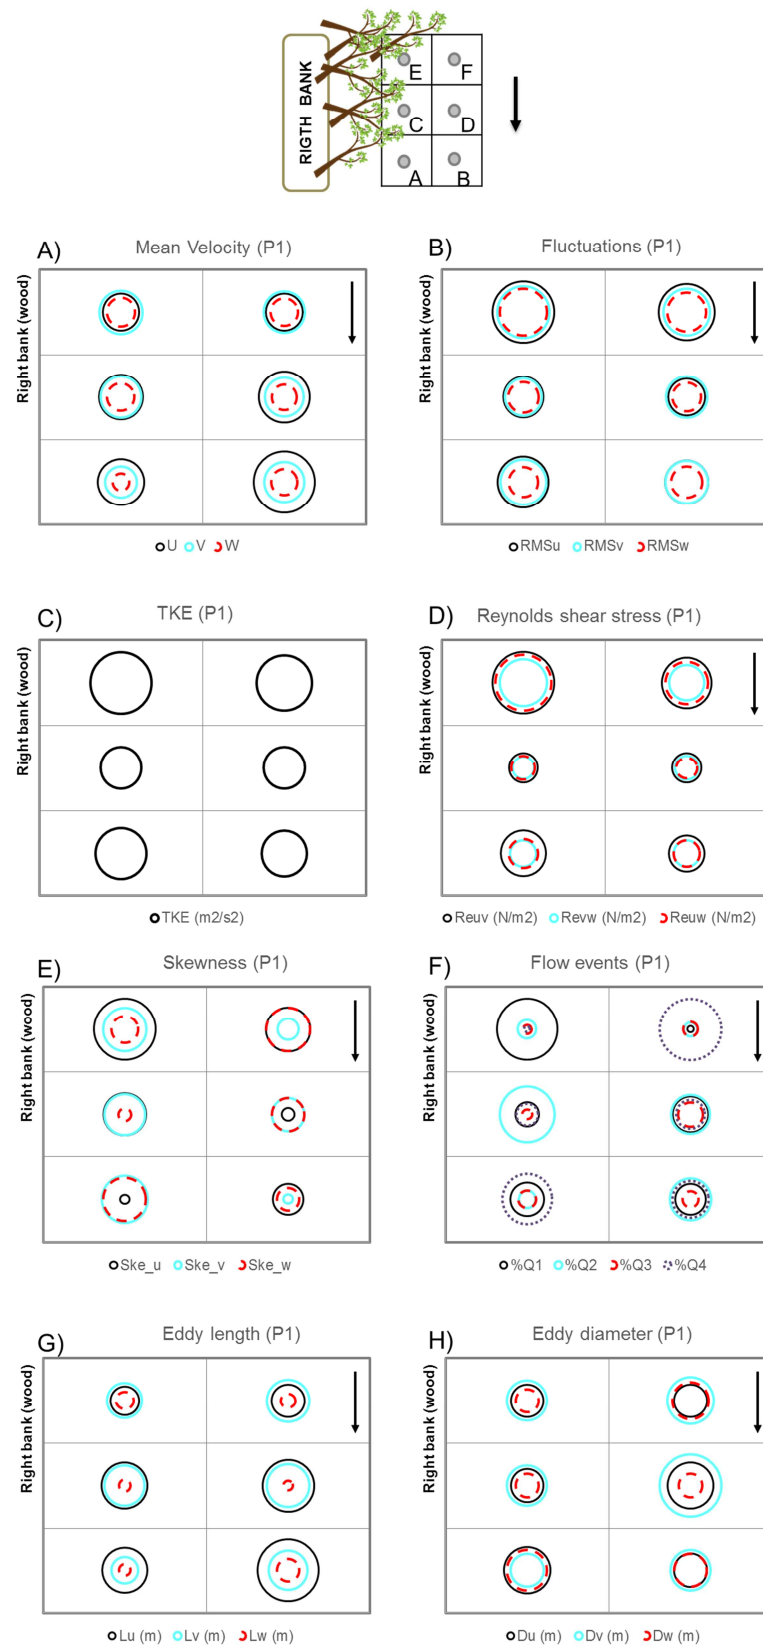 RIGTH BANK
E F
C D
A B
A) Mean Velocity (P1)
Right bank (wood)
U V W
B) Fluctuations (P1)
Right bank (wood)
RMSu RMSv RMSw
C) TKE (P1)
Right bank (wood)
TKE (m2/s2)
D) Reynolds shear stress (P1)
Right bank (wood)
Reuv (N/m2) Revw (N/m2) Reuw (N/m2)
E) Skewness (P1)
Right bank (wood)
Ske_u Ske_v Ske_w
F) Flow events (P1)
Right bank (wood)
%Q1 %Q2 %Q3 %Q4
G) Eddy length (P1)
Right bank (wood)
Lu (m) Lv (m) Lw (m)
H) Eddy diameter (P1)
Right bank (wood)
Du (m) Dv (m) Dw (m)